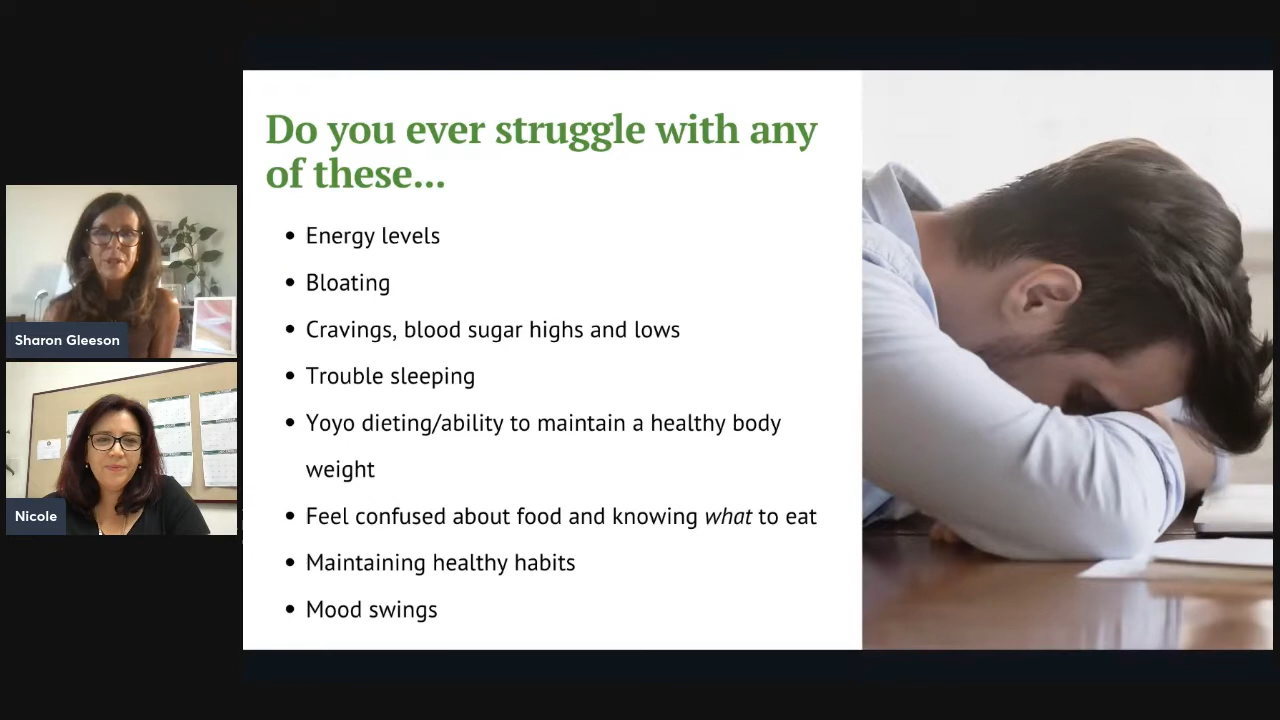 Do you ever struggle with any
of these...
• Energy levels
• Bloating
• Cravings, blood sugar highs and lows
• Trouble sleeping
• Yoyo dieting/ability to maintain a healthy body
weight
• Feel confused about food and knowing what to eat
• Maintaining healthy habits
• Mood swings
Sharon Gleeson
Nicole